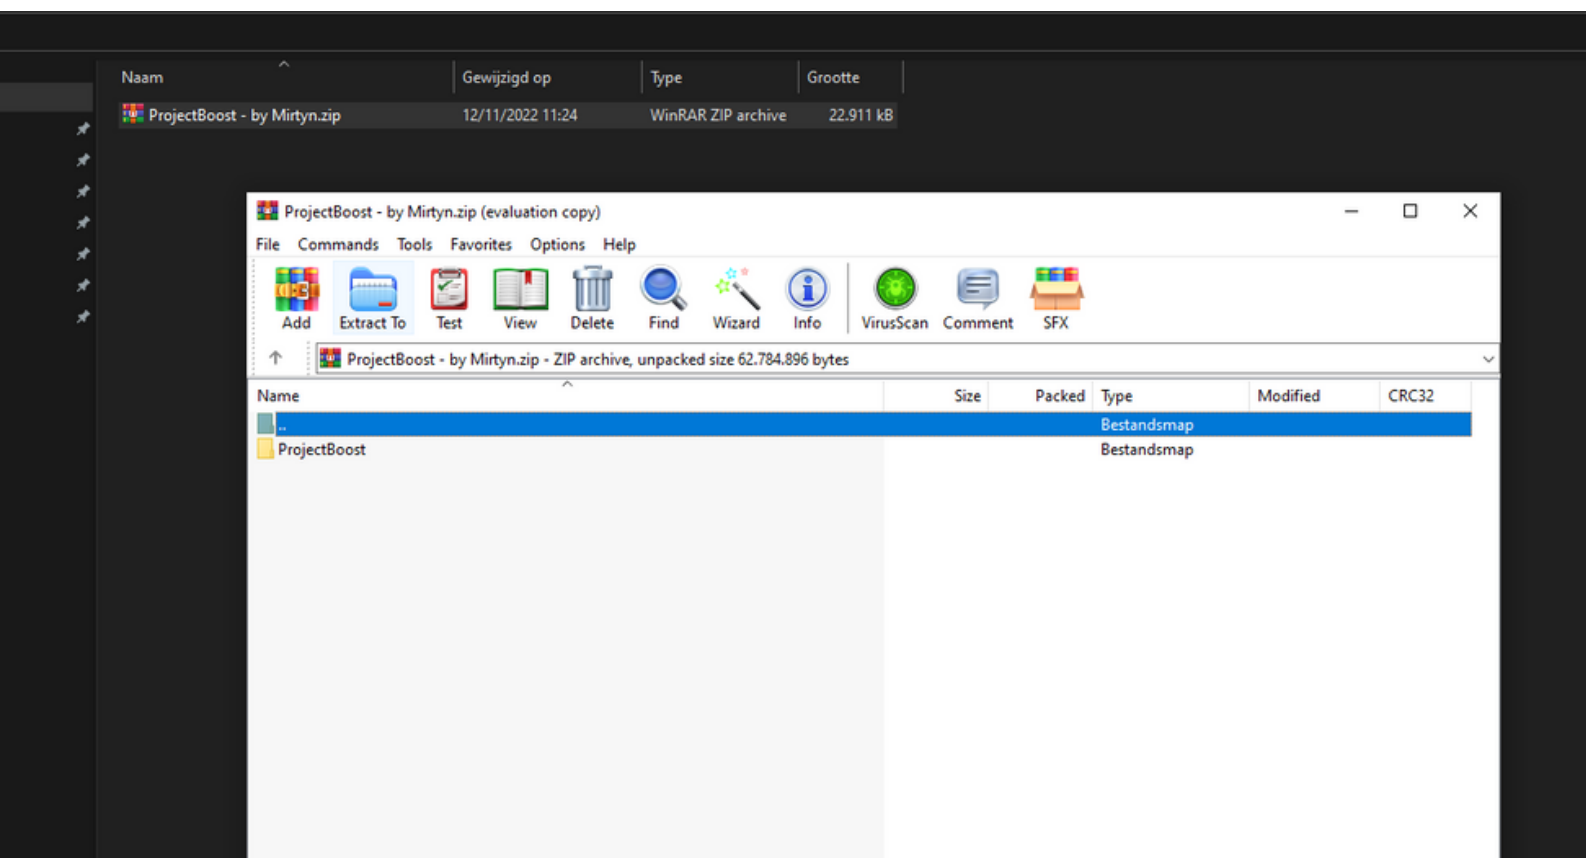 Naam Gewijzigd op Type Grootte
ProjectBoost - by Mirtyn.zip 12/11/2022 11:24 WinRAR ZIP archive 22.911 kB
ProjectBoost - by Mirtyn.zip (evaluation copy)
File Commands Tools Favorites Options Help
Add Extract To Test View Delete Find Wizard Info VirusScan Comment SFX
ProjectBoost - by Mirtyn.zip - ZIP archive, unpacked size 62.784.896 bytes
Name Size Packed Type Modified CRC32
.. Bestandsmap
ProjectBoost Bestandsmap